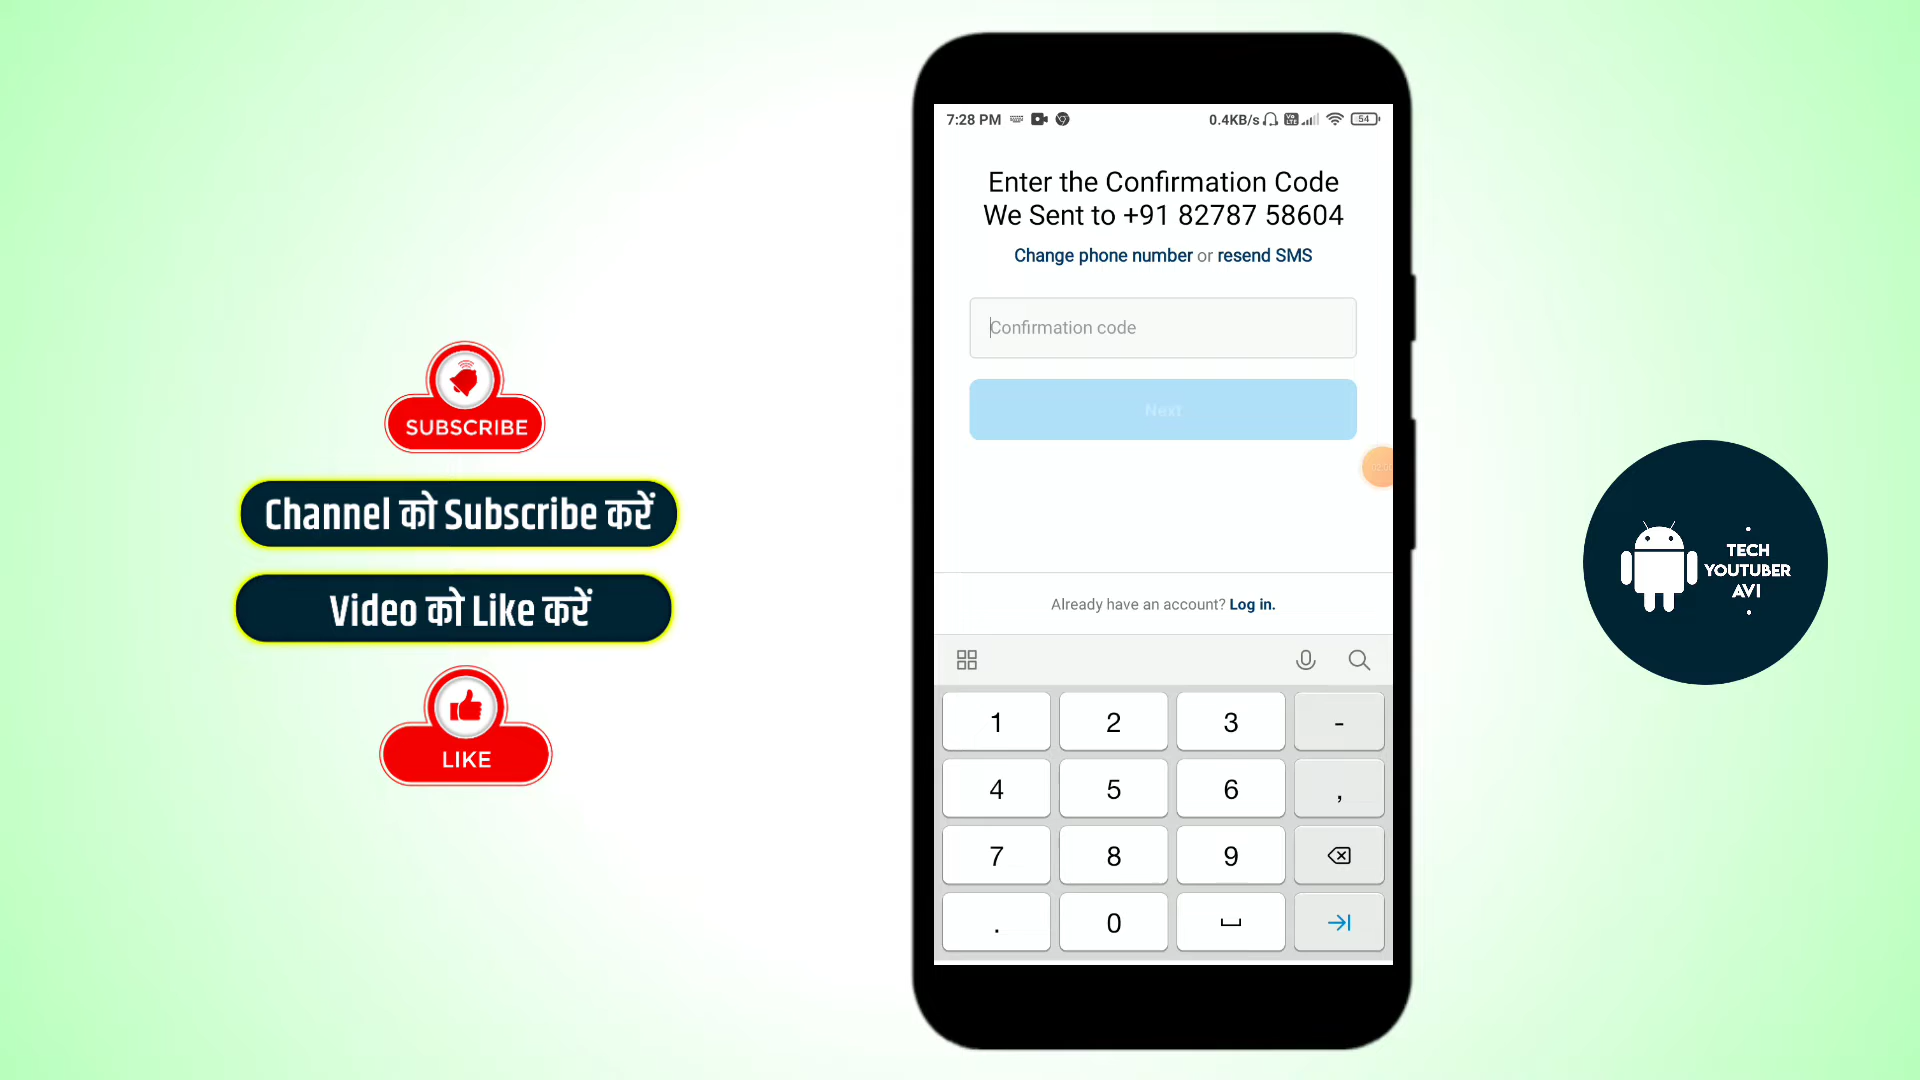 SUBSCRIBE
Channel को Subscribe करें
Video को Like करें
LIKE
7:28 PM
0.4KB/s
54
Enter the Confirmation Code
We Sent to +91 82787 58604
Change phone number or resend SMS
Confirmation code
Next
Already have an account? Log in.
1 2 3 -
4 5 6 ,
7 8 9
. 0
TECH
YOUTUBER
AVI